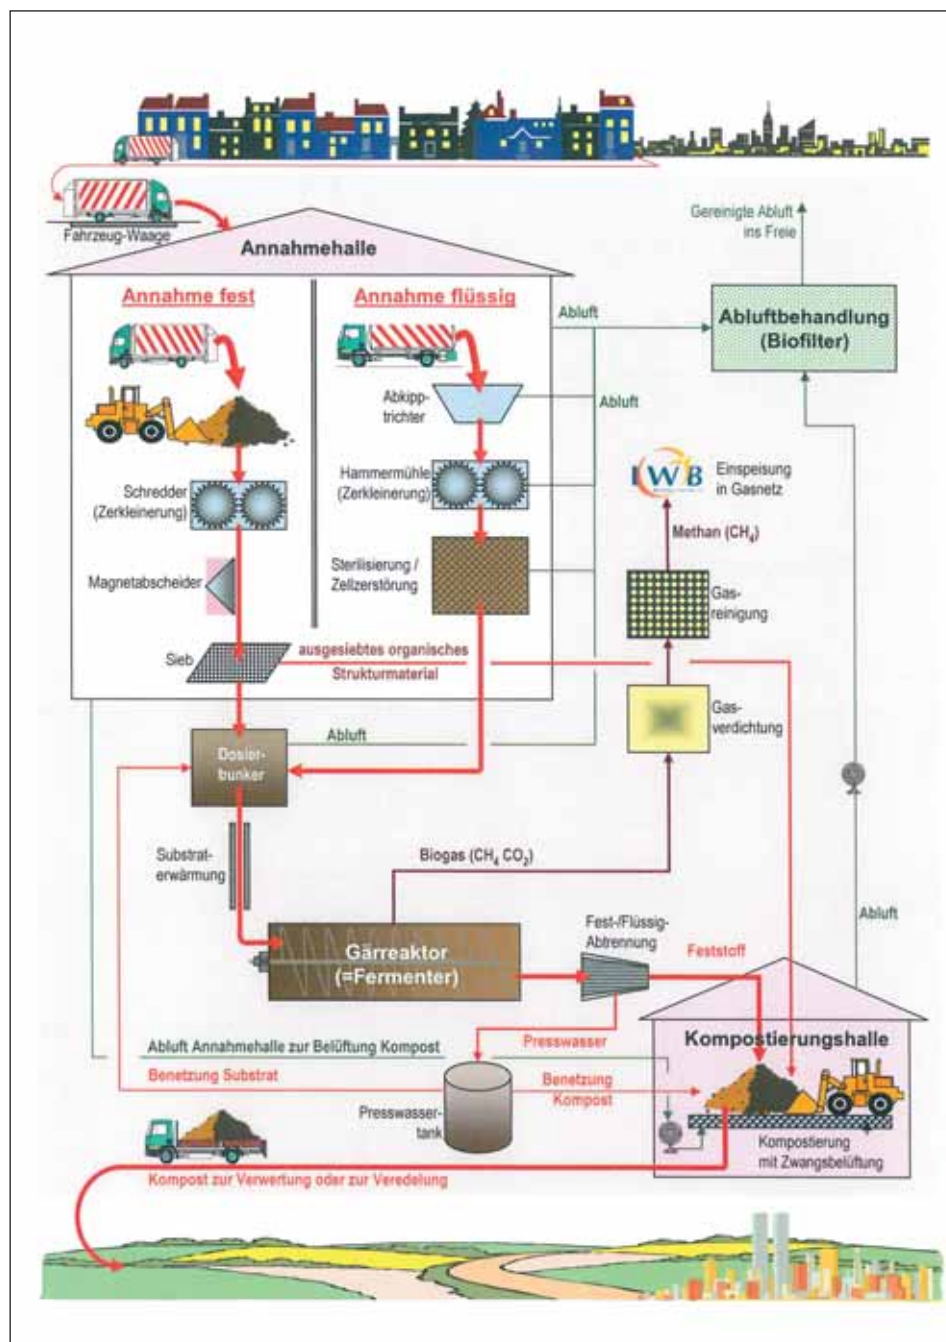 Fahrzeug-Waage
Gereinigte Abluft
ins Freie
Annahmehalle
Annahme fest
Annahme flüssig
Abluft
Abluftbehandlung
(Biofilter)
Abkipp-
trichter
Abluft
Schredder
(Zerkleinerung)
Hammermühle
(Zerkleinerung)
IWB
Einspeisung
in Gasnetz
Methan (CH₄)
Magnetabscheider
Sterilisierung /
Zellzerstörung
Gas-
reinigung
Sieb
ausgesiebtes organisches
Strukturmaterial
Gas-
verdichtung
Abluft
Dosier-
bunker
Substrat-
erwärmung
Biogas (CH₄ CO₂)
Gärreaktor
(=Fermenter)
Fest-/Flüssig-
Abtrennung
Feststoff
Abluft
Presswasser
Kompostierungshalle
Abluft Annahmehalle zur Belüftung Kompost
Benetzung Substrat
Benetzung
Kompost
Presswasser-
tank
Kompostierung
mit Zwangsbelüftung
Kompost zur Verwertung oder zur Veredelung